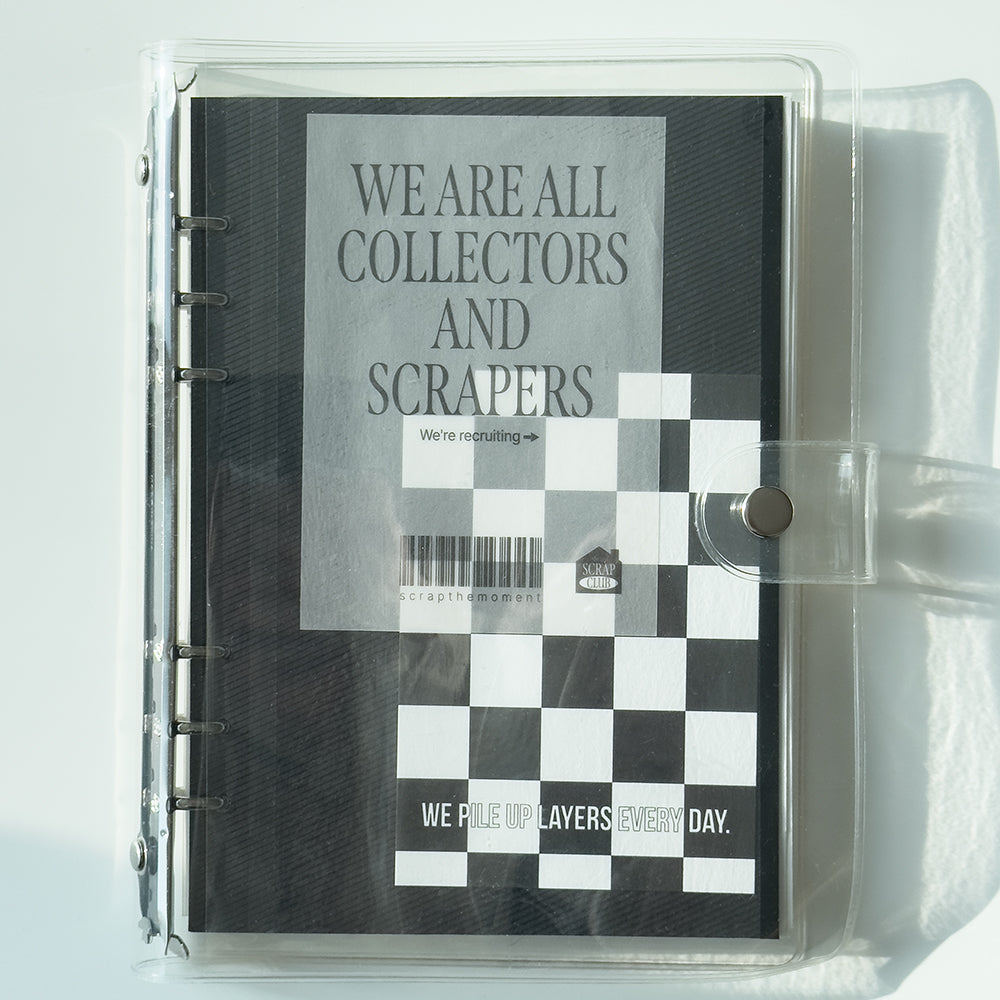 WE ARE ALL
COLLECTORS
AND
SCRAPERS
We're recruiting →
scrapthemoment
SCRAP
CLUB
WE PILE UP LAYERS EVERY DAY.